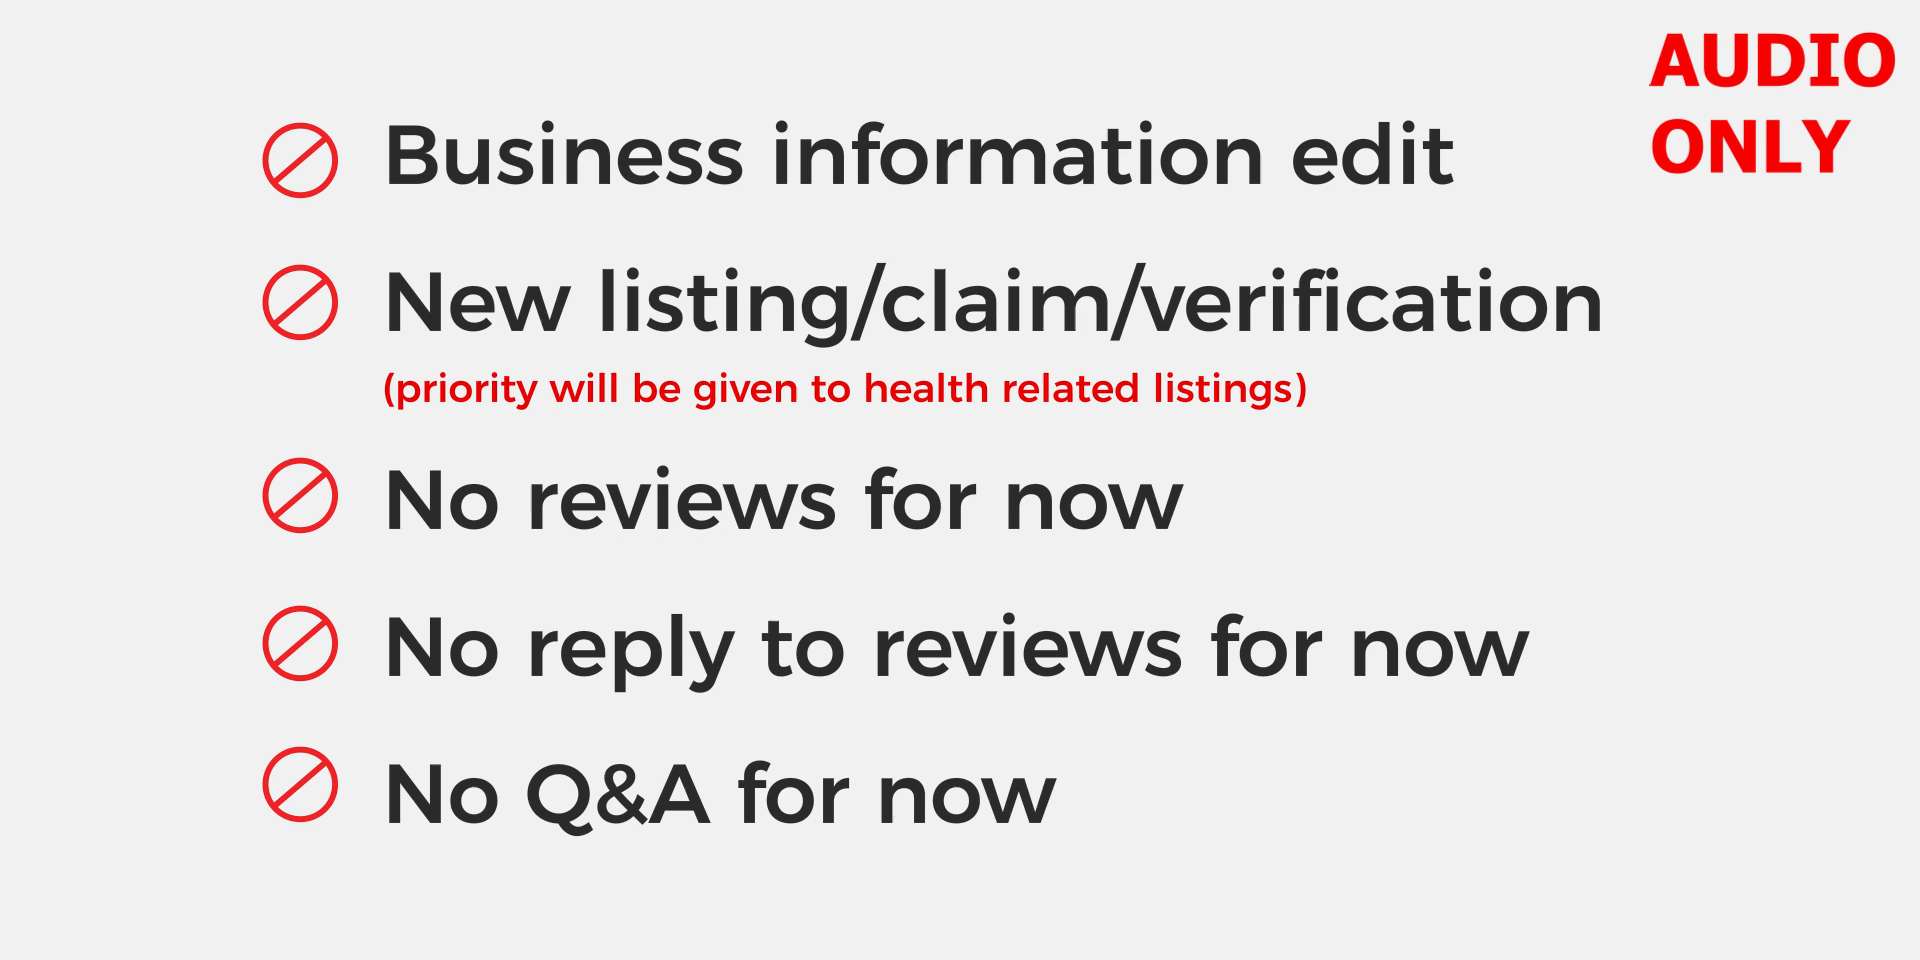 AUDIO
ONLY
Business information edit
New listing/claim/verification
(priority will be given to health related listings)
No reviews for now
No reply to reviews for now
No Q&A for now